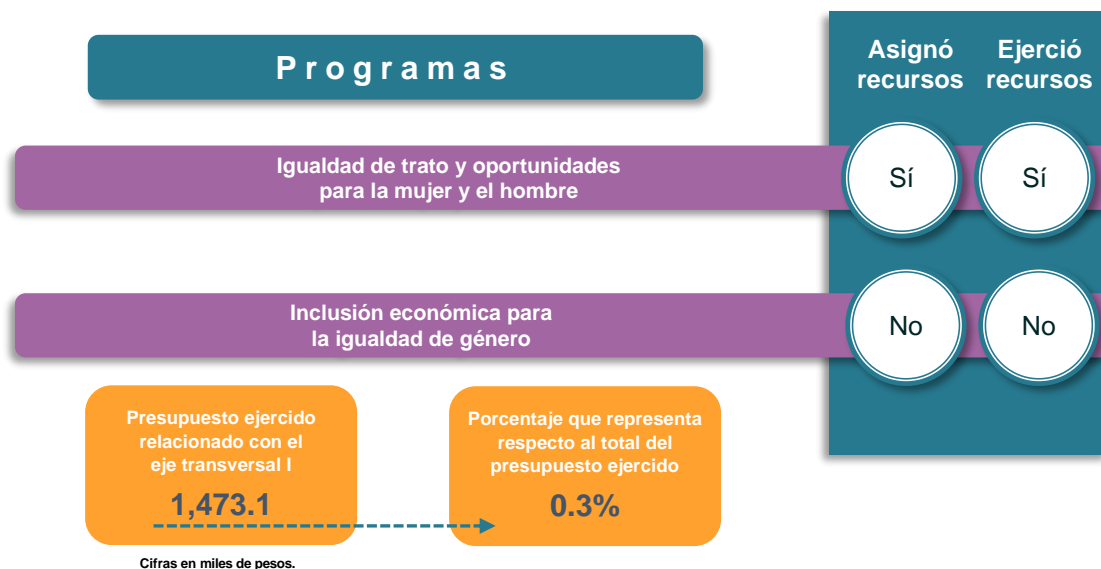 Programas
Asignó
recursos
Ejerció
recursos
Igualdad de trato y oportunidades
para la mujer y el hombre
Sí
Sí
Inclusión económica para
la igualdad de género
No
No
Presupuesto ejercido
relacionado con el
eje transversal I
1,473.1
Porcentaje que representa
respecto al total del
presupuesto ejercido
0.3%
Cifras en miles de pesos.